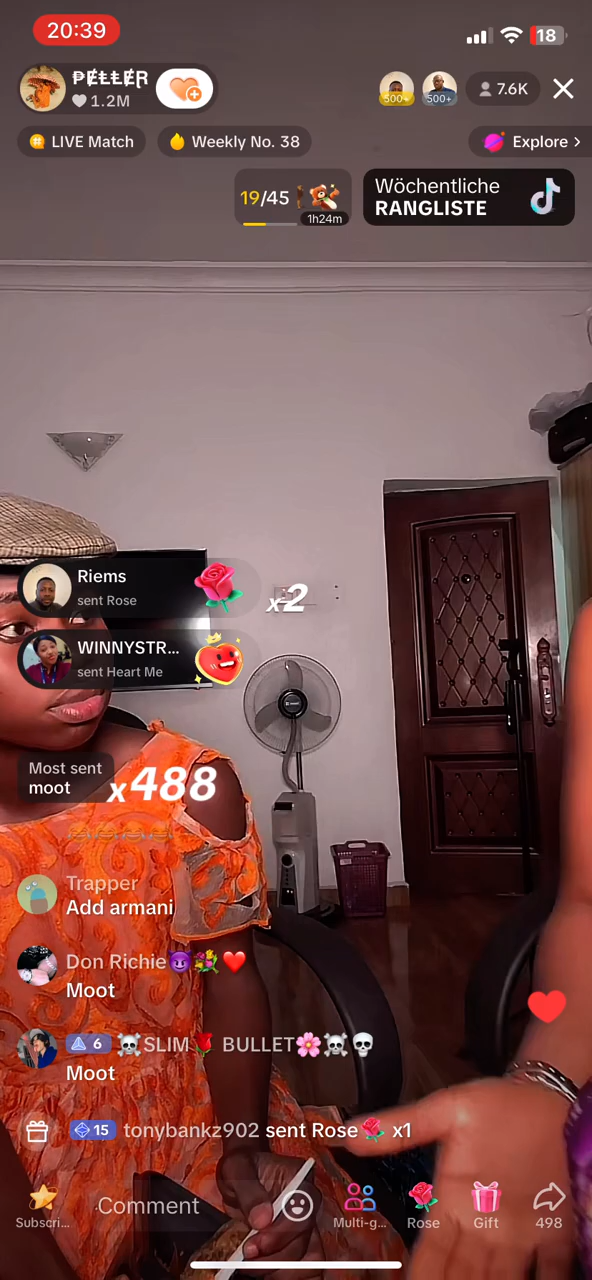 20:39
18
₱ɆⱠⱠɆⱤ
1.2M
500+
500+
7.6K
LIVE Match
Weekly No. 38
Explore >
19/45
1h24m
Wöchentliche
RANGLISTE
Riems
sent Rose
x2
WINNYSTR...
sent Heart Me
Most sent
moot
x488
Trapper
Add armani
Don Richie😈💐❤️
Moot
6 ☠️SLIM🌹 BULLET🌸☠️💀
Moot
15 tonybankz902 sent Rose🌹 x1
Comment
Subscri...
Multi-g...
Rose
Gift
498